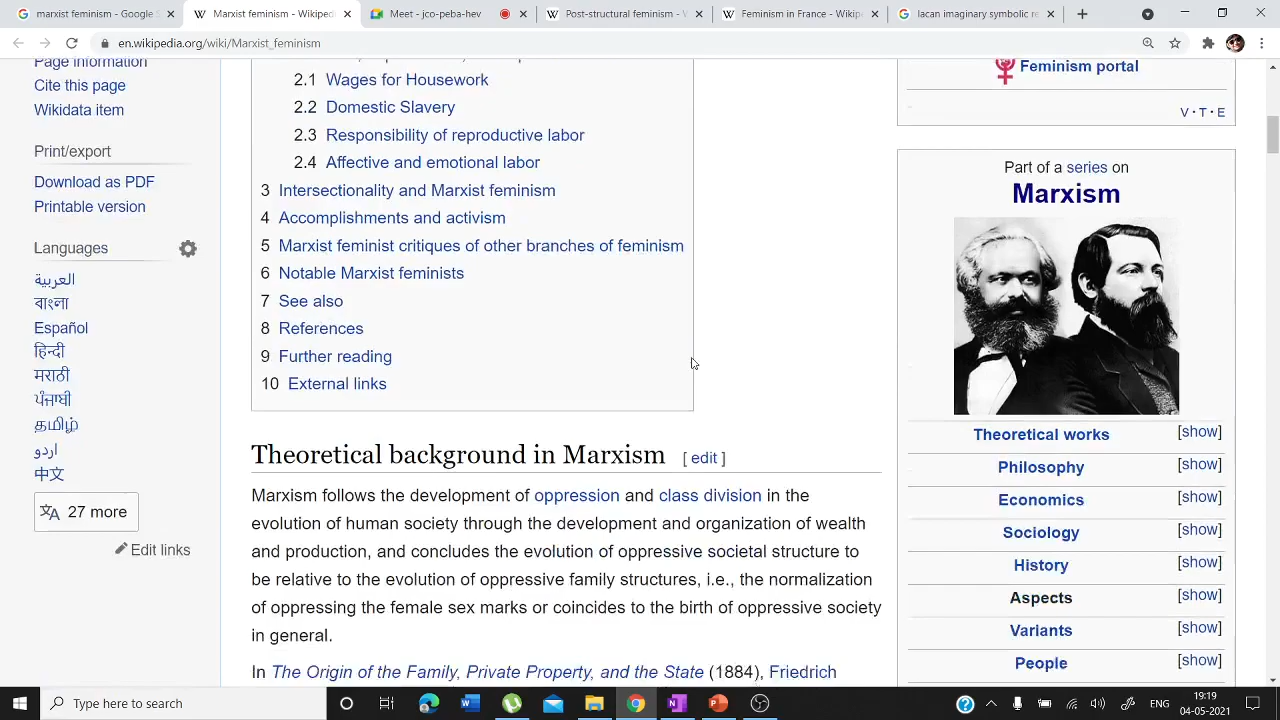 marxist feminism - Google S
Marxist feminism - Wikiped
Meet - jco-peba-hev
Post-structural feminism - W
Feminism in France - Wikip
lacan imaginary symbolic re
en.wikipedia.org/wiki/Marxist_feminism
Page information
Cite this page
Wikidata item
Print/export
Download as PDF
Printable version
Languages
العربية
বাংলা
Español
हिन्दी
मराठी
ਪੰਜਾਬੀ
தமிழ்
اردو
中文
27 more
Edit links
2.1 Wages for Housework
2.2 Domestic Slavery
2.3 Responsibility of reproductive labor
2.4 Affective and emotional labor
3 Intersectionality and Marxist feminism
4 Accomplishments and activism
5 Marxist feminist critiques of other branches of feminism
6 Notable Marxist feminists
7 See also
8 References
9 Further reading
10 External links
Theoretical background in Marxism [ edit ]
Marxism follows the development of oppression and class division in the
evolution of human society through the development and organization of wealth
and production, and concludes the evolution of oppressive societal structure to
be relative to the evolution of oppressive family structures, i.e., the normalization
of oppressing the female sex marks or coincides to the birth of oppressive society
in general.
In The Origin of the Family, Private Property, and the State (1884), Friedrich
Feminism portal
V · T · E
Part of a series on
Marxism
Theoretical works [show]
Philosophy [show]
Economics [show]
Sociology [show]
History [show]
Aspects [show]
Variants [show]
People [show]
Type here to search
ENG
19:19
04-05-2021